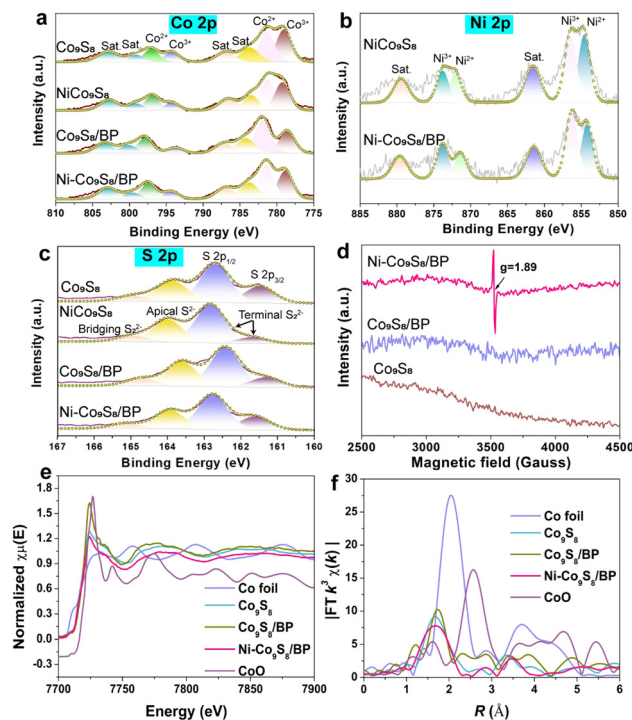 a
Co 2p
Co²⁺
Co³⁺
Sat.
Sat.
Co²⁺
Co³⁺
Sat.
Sat.
Co₉S₈
NiCo₉S₈
Co₉S₈/BP
Ni-Co₉S₈/BP
Intensity (a.u.)
810 805 800 795 790 785 780 775
Binding Energy (eV)
b
Ni 2p
Ni³⁺
Ni²⁺
NiCo₉S₈
Sat.
Ni³⁺
Ni²⁺
Sat.
Ni-Co₉S₈/BP
Intensity (a.u.)
885 880 875 870 865 860 855 850
Binding Energy (eV)
c
S 2p
S 2p₁/₂
S 2p₃/₂
Co₉S₈
NiCo₉S₈
Apical S²⁻
Terminal S₂²⁻
Bridging S₂²⁻
Co₉S₈/BP
Ni-Co₉S₈/BP
Intensity (a.u.)
167 166 165 164 163 162 161 160
Binding Energy (eV)
d
Ni-Co₉S₈/BP
g=1.89
Co₉S₈/BP
Co₉S₈
Intensity (a.u.)
2500 3000 3500 4000 4500
Magnetic field (Gauss)
e
Normalized χμ(E)
1.8
1.5
1.2
0.9
0.6
0.3
0.0
-0.3
Co foil
Co₉S₈
Co₉S₈/BP
Ni-Co₉S₈/BP
CoO
7700 7750 7800 7850 7900
Energy (eV)
f
|FT k³ χ(k) |
30
25
20
15
10
5
0
Co foil
Co₉S₈
Co₉S₈/BP
Ni-Co₉S₈/BP
CoO
0 1 2 3 4 5 6
R (Å)